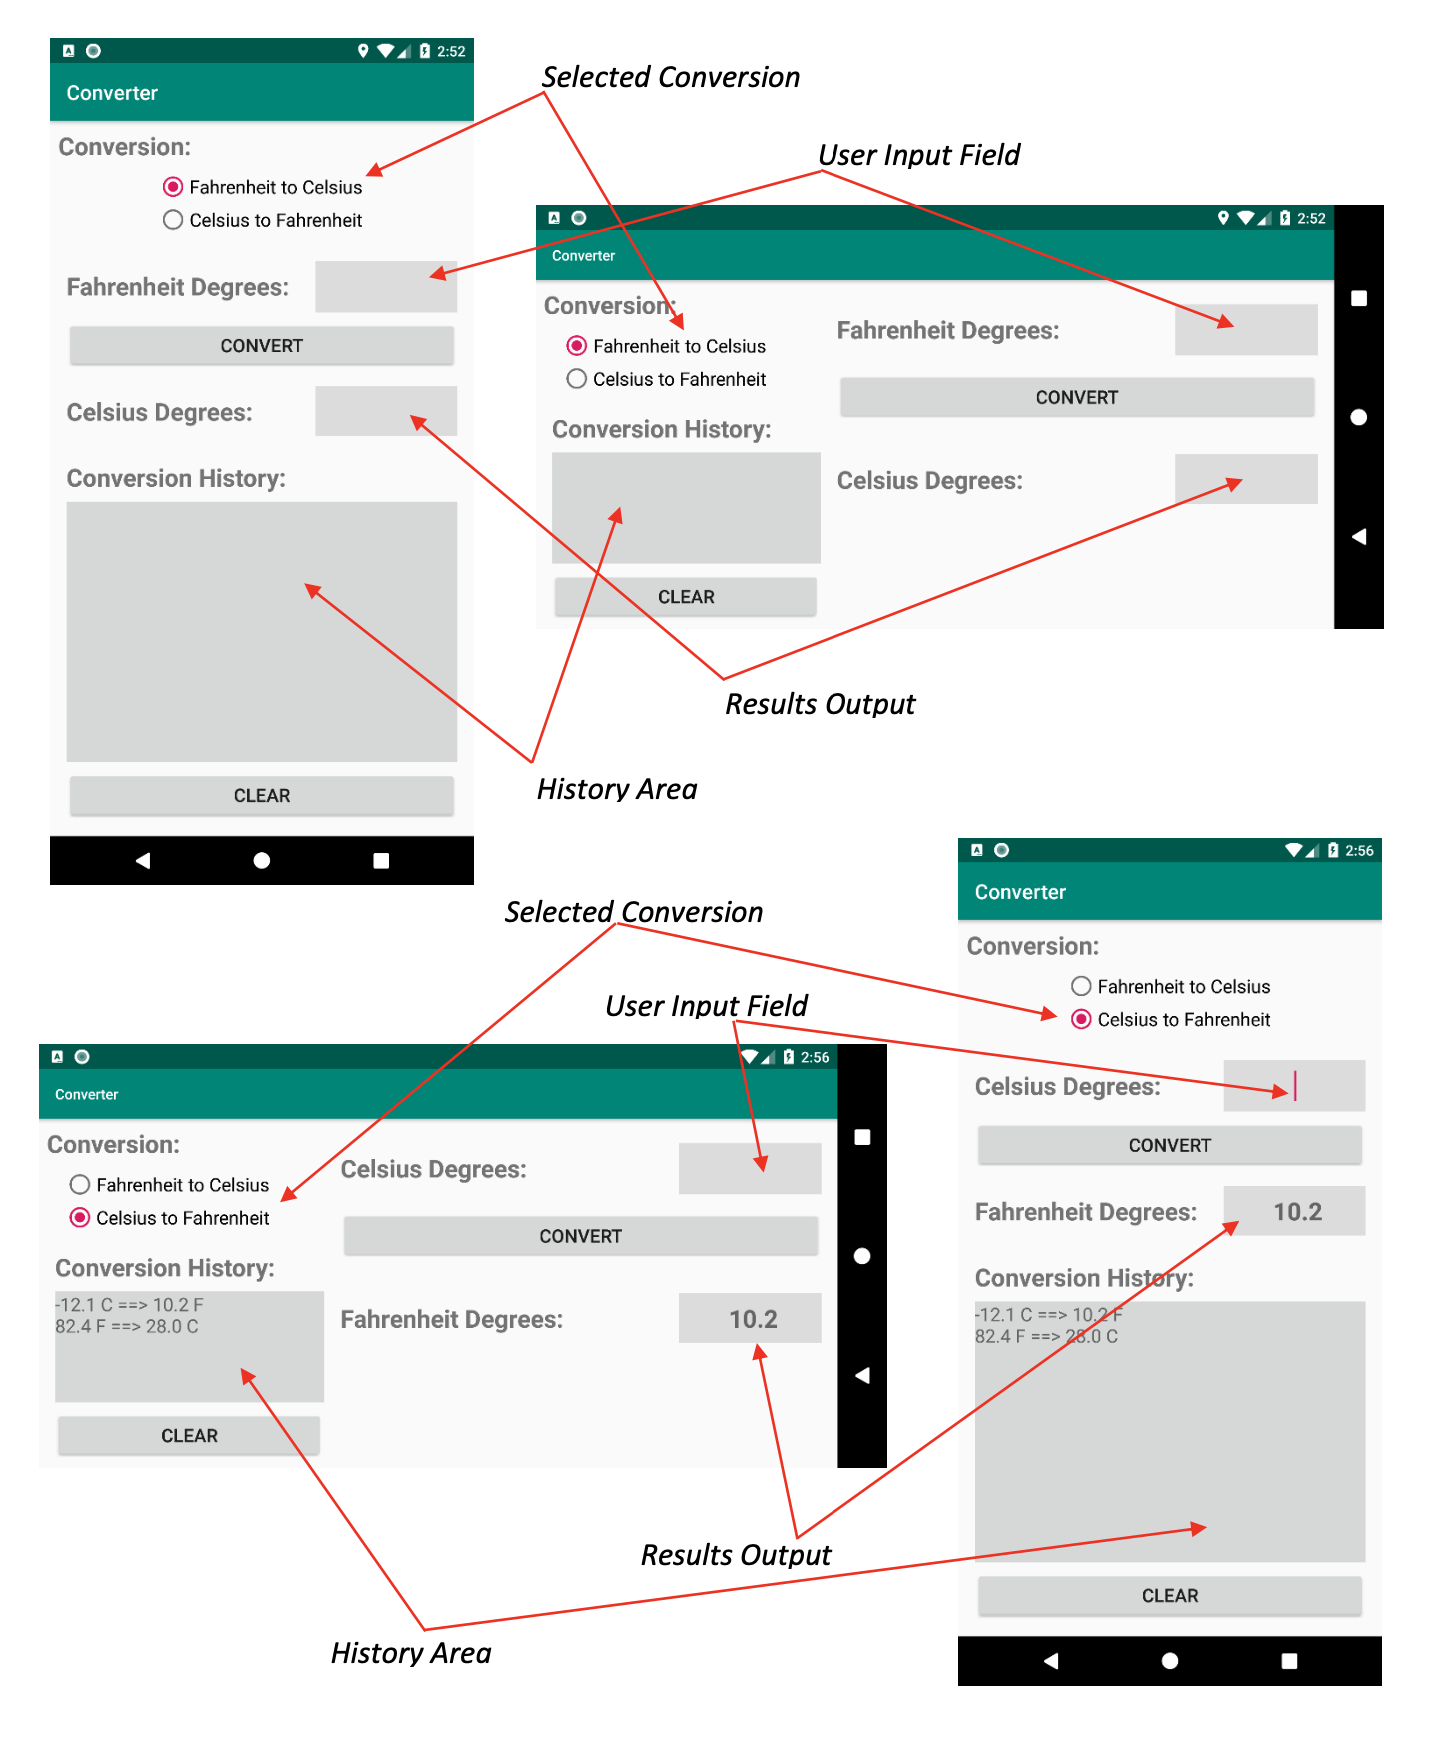 2:52
Converter
Conversion:
Fahrenheit to Celsius
Celsius to Fahrenheit
Fahrenheit Degrees:
CONVERT
Celsius Degrees:
Conversion History:
CLEAR
Selected Conversion
User Input Field
2:52
Converter
Conversion:
Fahrenheit to Celsius
Celsius to Fahrenheit
Conversion History:
CLEAR
Fahrenheit Degrees:
CONVERT
Celsius Degrees:
Results Output
History Area
Selected Conversion
User Input Field
2:56
Converter
Conversion:
Fahrenheit to Celsius
Celsius to Fahrenheit
Conversion History:
-12.1 C ==> 10.2 F
82.4 F ==> 28.0 C
CLEAR
Celsius Degrees:
CONVERT
Fahrenheit Degrees: 10.2
2:56
Converter
Conversion:
Fahrenheit to Celsius
Celsius to Fahrenheit
Celsius Degrees:
CONVERT
Fahrenheit Degrees: 10.2
Conversion History:
-12.1 C ==> 10.2 F
82.4 F ==> 28.0 C
CLEAR
Results Output
History Area